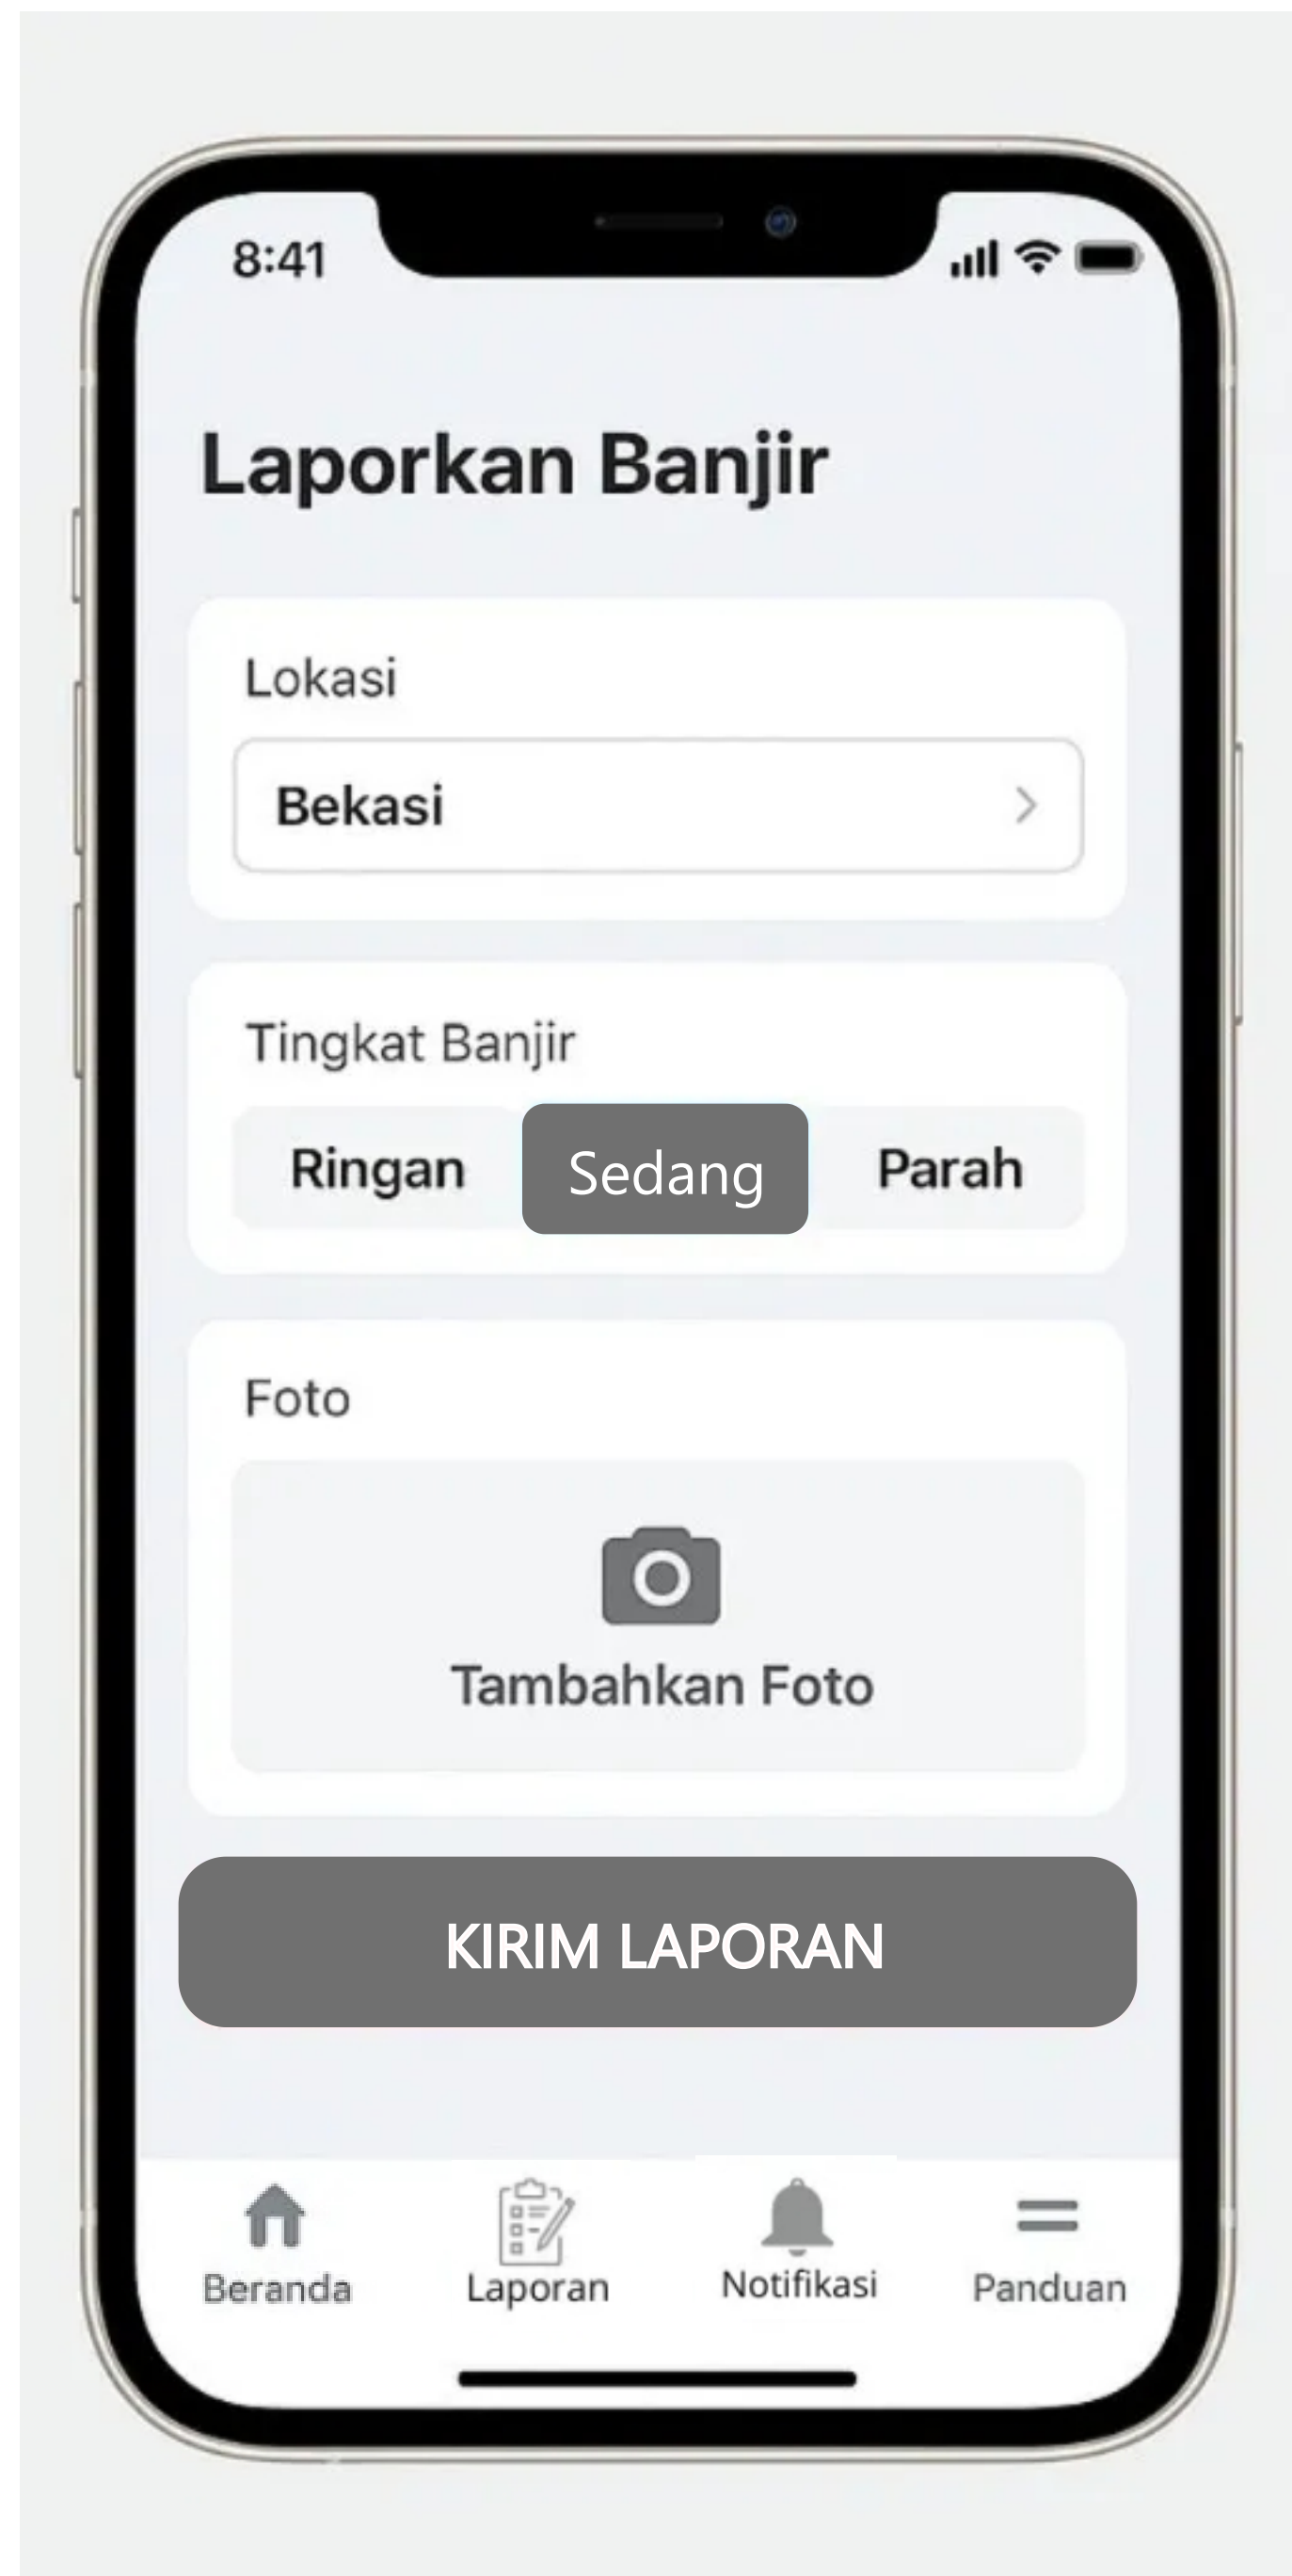 8:41
Laporkan Banjir
Lokasi
Bekasi
Tingkat Banjir
Ringan Sedang Parah
Foto
Tambahkan Foto
KIRIM LAPORAN
Beranda Laporan Notifikasi Panduan